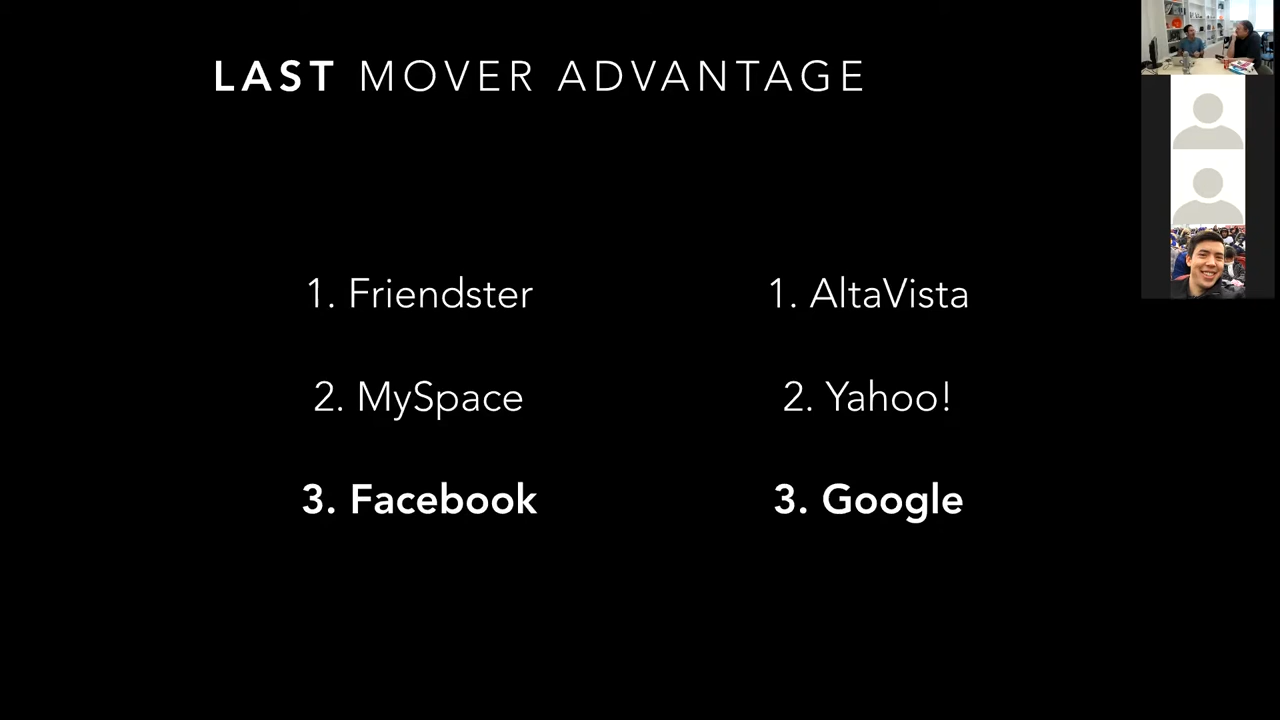 LAST MOVER ADVANTAGE
1. Friendster
2. MySpace
3. Facebook
1. AltaVista
2. Yahoo!
3. Google